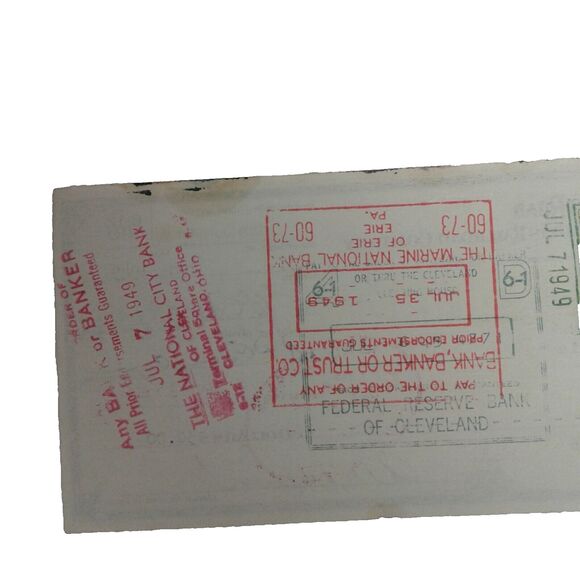 ORDER OF
Any BANK or BANKER
All Prior Endorsements Guaranteed
JUL 7 1949
THE NATIONAL CITY BANK
OF CLEVELAND
Terminal Square Office
CLEVELAND, OHIO
PAY TO THE ORDER OF ANY
BANK, BANKER OR TRUST CO.
PRIOR ENDORSEMENTS GUARANTEED
JUL 35 1949
THE MARINE NATIONAL BANK
OF ERIE
ERIE
PA.
60-73 60-73
OR THRU THE CLEVELAND
HOUSE
6-1 6-1
FEDERAL RESERVE BANK
OF CLEVELAND
JUL 7 1949